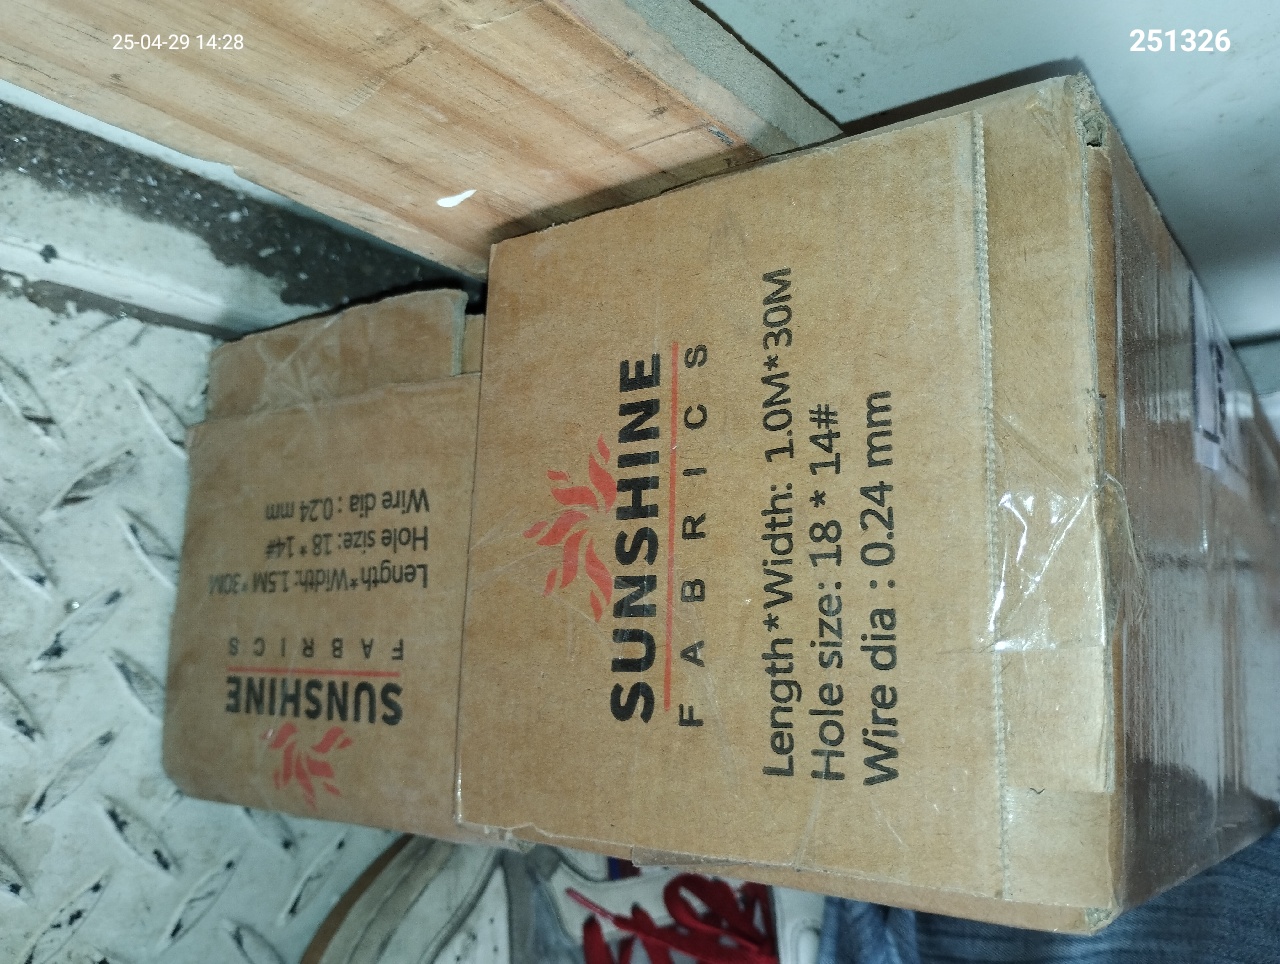 25-04-29 14:28
251326
SUNSHINE
FABRICS
Length*Width: 1.0M*30M
Hole size: 18 * 14#
Wire dia : 0.24 mm
SUNSHINE
FABRICS
Length*Width: 1.5M *30M
Hole size: 18 * 14#
Wire dia : 0.24 mm